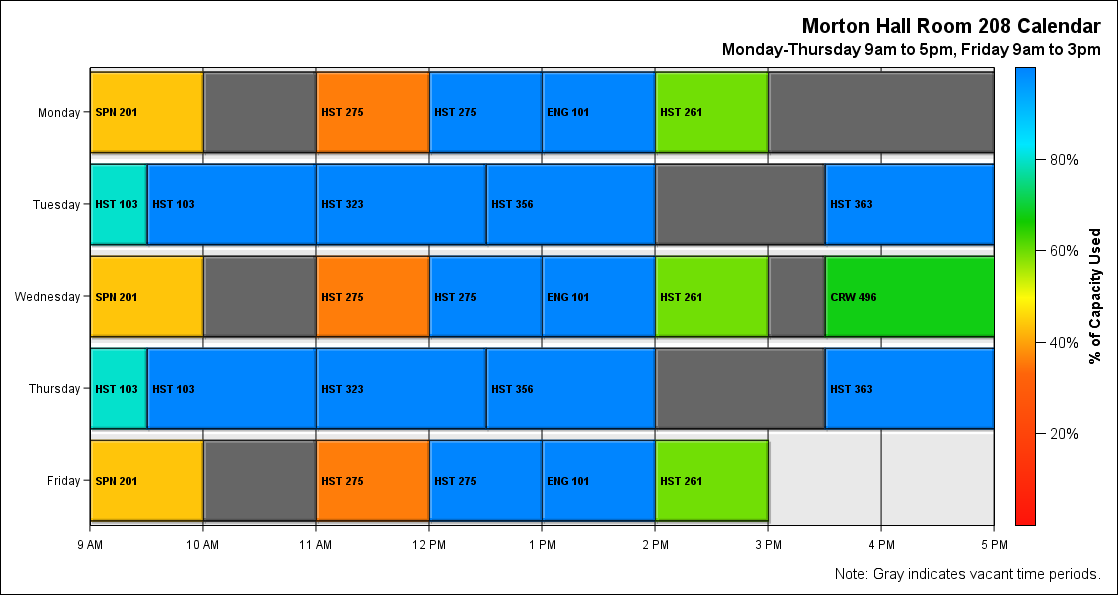 Morton Hall Room 208 Calendar
Monday-Thursday 9am to 5pm, Friday 9am to 3pm
Monday
SPN 201 HST 275 HST 275 ENG 101 HST 261
Tuesday
HST 103 HST 103 HST 323 HST 356 HST 363
Wednesday
SPN 201 HST 275 HST 275 ENG 101 HST 261 CRW 496
Thursday
HST 103 HST 103 HST 323 HST 356 HST 363
Friday
SPN 201 HST 275 HST 275 ENG 101 HST 261
9 AM 10 AM 11 AM 12 PM 1 PM 2 PM 3 PM 4 PM 5 PM
80%
60%
40%
20%
% of Capacity Used
Note: Gray indicates vacant time periods.